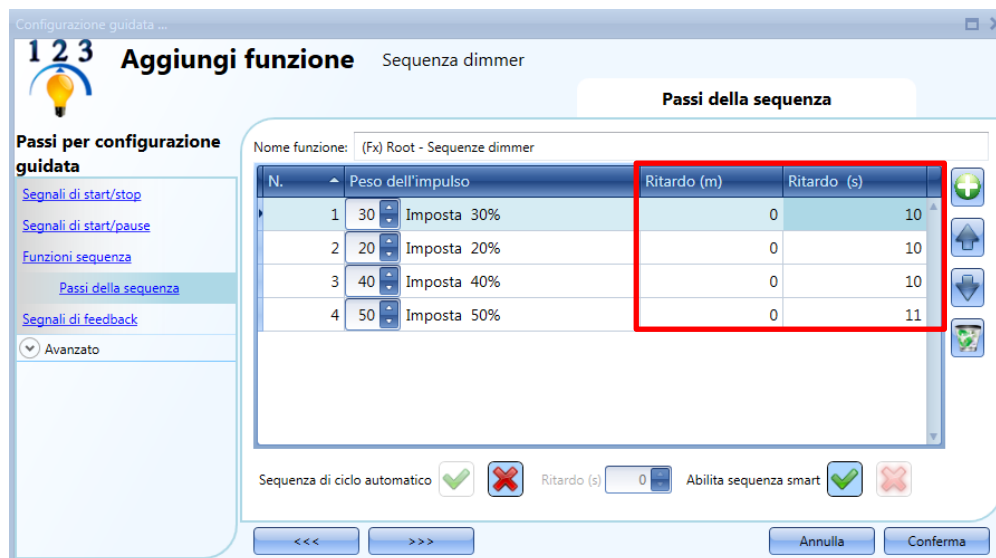 Configurazione guidata ...
1 2 3
Aggiungi funzione
Sequenza dimmer
Passi della sequenza
Passi per configurazione
guidata
Segnali di start/stop
Segnali di start/pause
Funzioni sequenza
Passi della sequenza
Segnali di feedback
Avanzato
Nome funzione: (Fx) Root - Sequenze dimmer
N. Peso dell'impulso Ritardo (m) Ritardo (s)
1 30 Imposta 30% 0 10
2 20 Imposta 20% 0 10
3 40 Imposta 40% 0 10
4 50 Imposta 50% 0 11
Sequenza di ciclo automatico Ritardo (s) 0 Abilita sequenza smart
<<< >>> Annulla Conferma